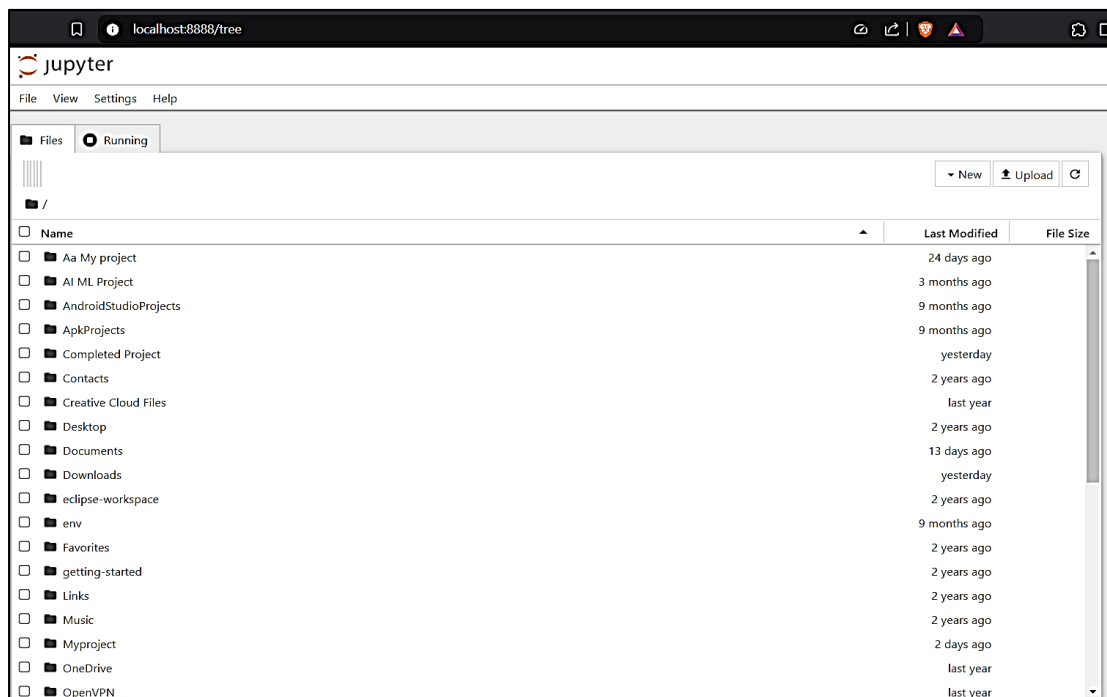 localhost:8888/tree
jupyter
File View Settings Help
Files Running
New Upload
/
Name Last Modified File Size
Aa My project 24 days ago
AI ML Project 3 months ago
AndroidStudioProjects 9 months ago
ApkProjects 9 months ago
Completed Project yesterday
Contacts 2 years ago
Creative Cloud Files last year
Desktop 2 years ago
Documents 13 days ago
Downloads yesterday
eclipse-workspace 2 years ago
env 9 months ago
Favorites 2 years ago
getting-started 2 years ago
Links 2 years ago
Music 2 years ago
Myproject 2 days ago
OneDrive last year
OpenVPN last year